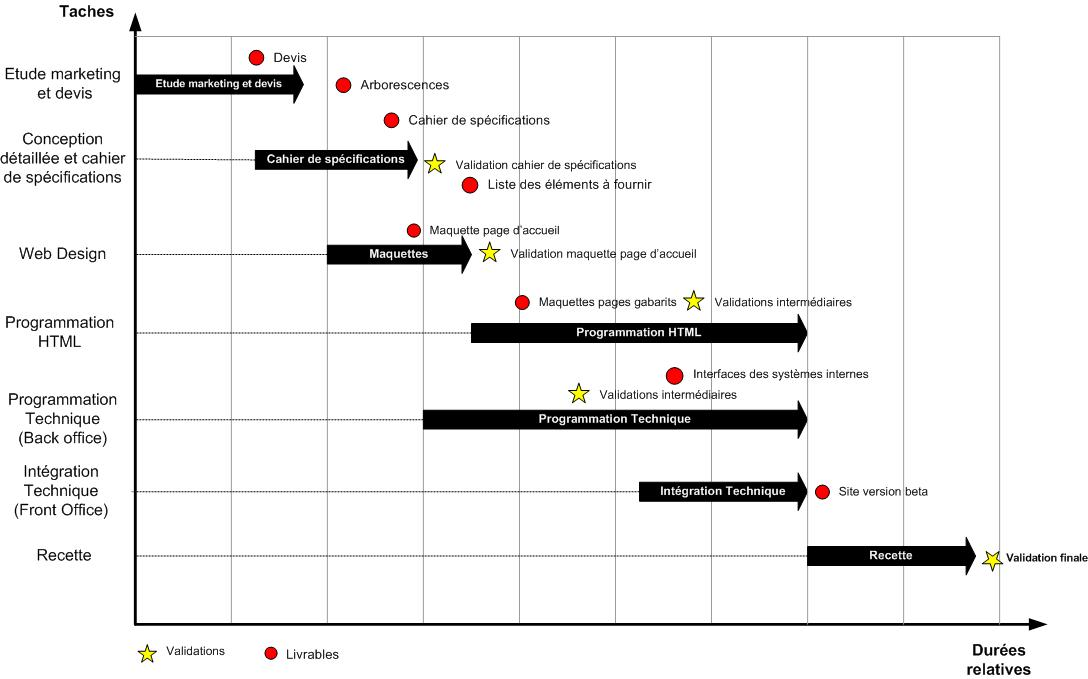 Taches
Devis
Etude marketing
et devis
Etude marketing et devis
Arborescences
Cahier de spécifications
Conception
détaillée et cahier
de spécifications
Cahier de spécifications
Validation cahier de spécifications
Liste des éléments à fournir
Maquette page d'accueil
Web Design
Maquettes
Validation maquette page d'accueil
Maquettes pages gabarits
Validations intermédiaires
Programmation
HTML
Programmation HTML
Interfaces des systèmes internes
Validations intermédiaires
Programmation
Technique
(Back office)
Programmation Technique
Intégration
Technique
(Front Office)
Intégration Technique
Site version beta
Recette
Recette
Validation finale
Validations
Livrables
Durées
relatives